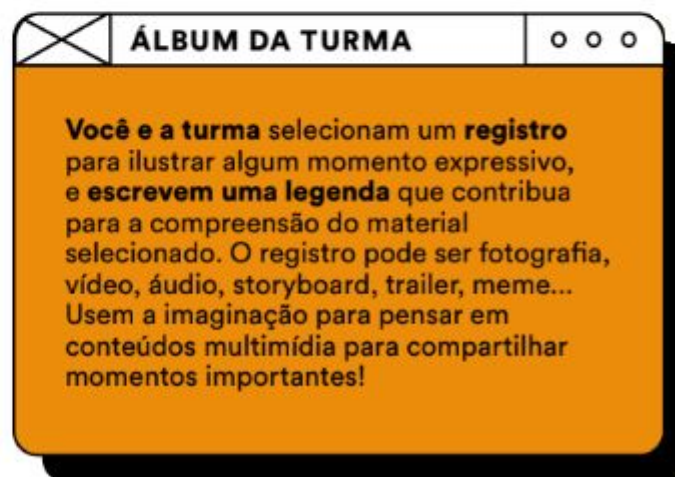 ÁLBUM DA TURMA
Você e a turma selecionam um registro
para ilustrar algum momento expressivo,
e escrevem uma legenda que contribua
para a compreensão do material
selecionado. O registro pode ser fotografia,
vídeo, áudio, storyboard, trailer, meme...
Usem a imaginação para pensar em
conteúdos multimídia para compartilhar
momentos importantes!